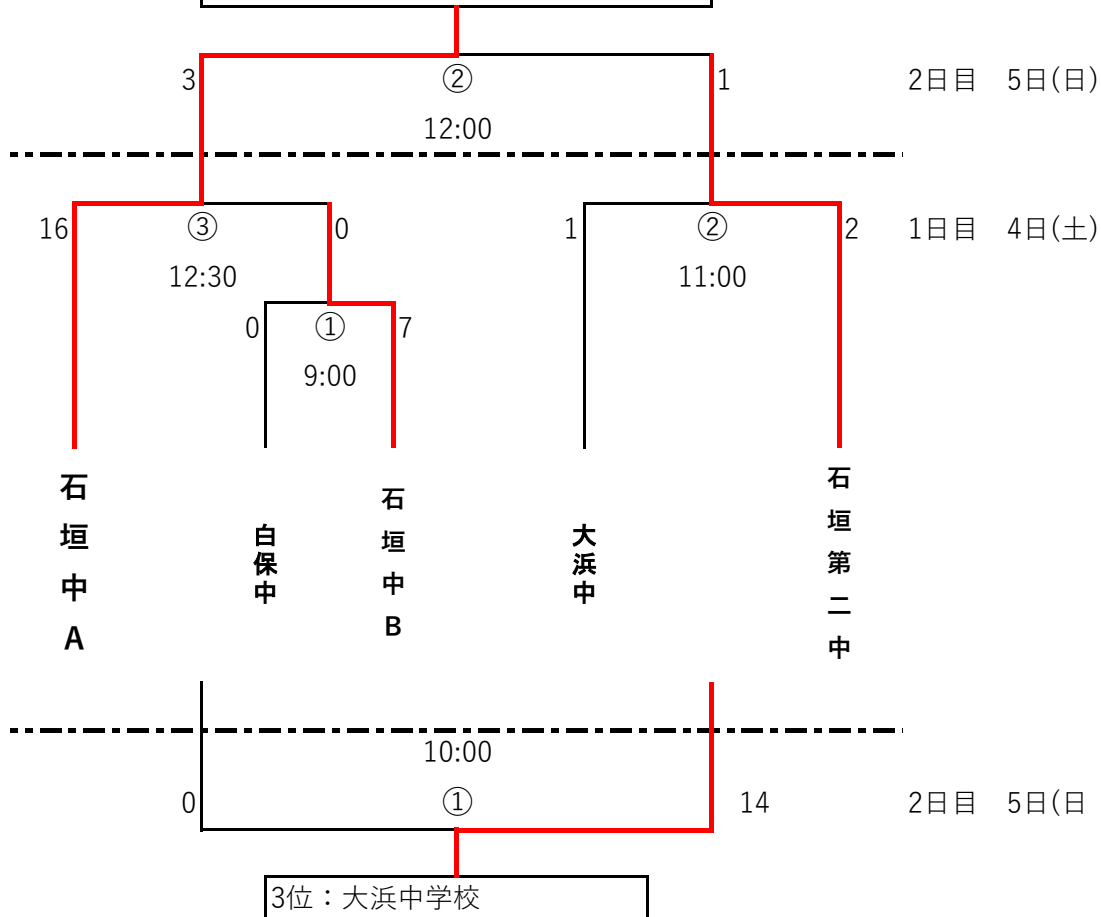 3 ② 1 2日目 5日(日)
12:00
16 ③ 0 1 ② 2 1日目 4日(土)
12:30 11:00
0 ① 7
9:00
石垣中A
白保中
石垣中B
大浜中
石垣第二中
10:00
0 ① 14 2日目 5日(日
3位：大浜中学校